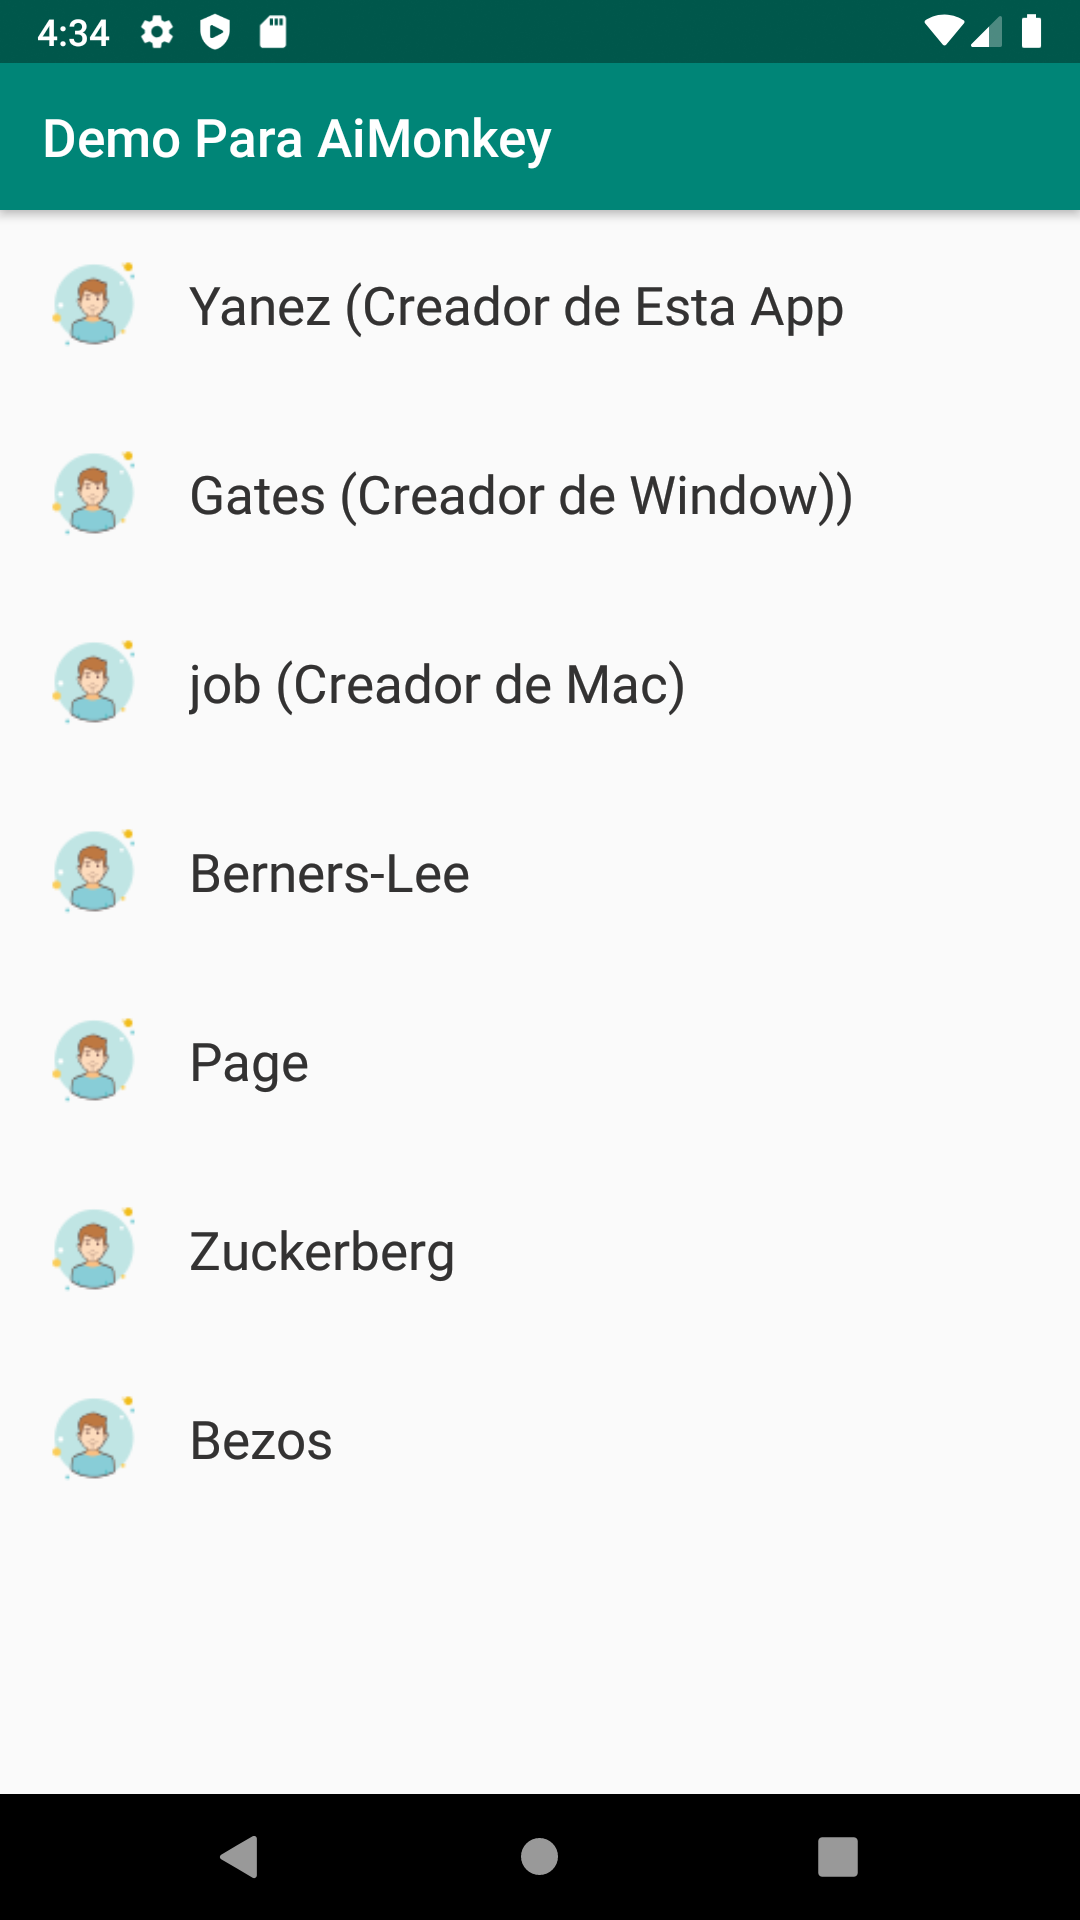 4:34
Demo Para AiMonkey
Yanez (Creador de Esta App
Gates (Creador de Window))
job (Creador de Mac)
Berners-Lee
Page
Zuckerberg
Bezos